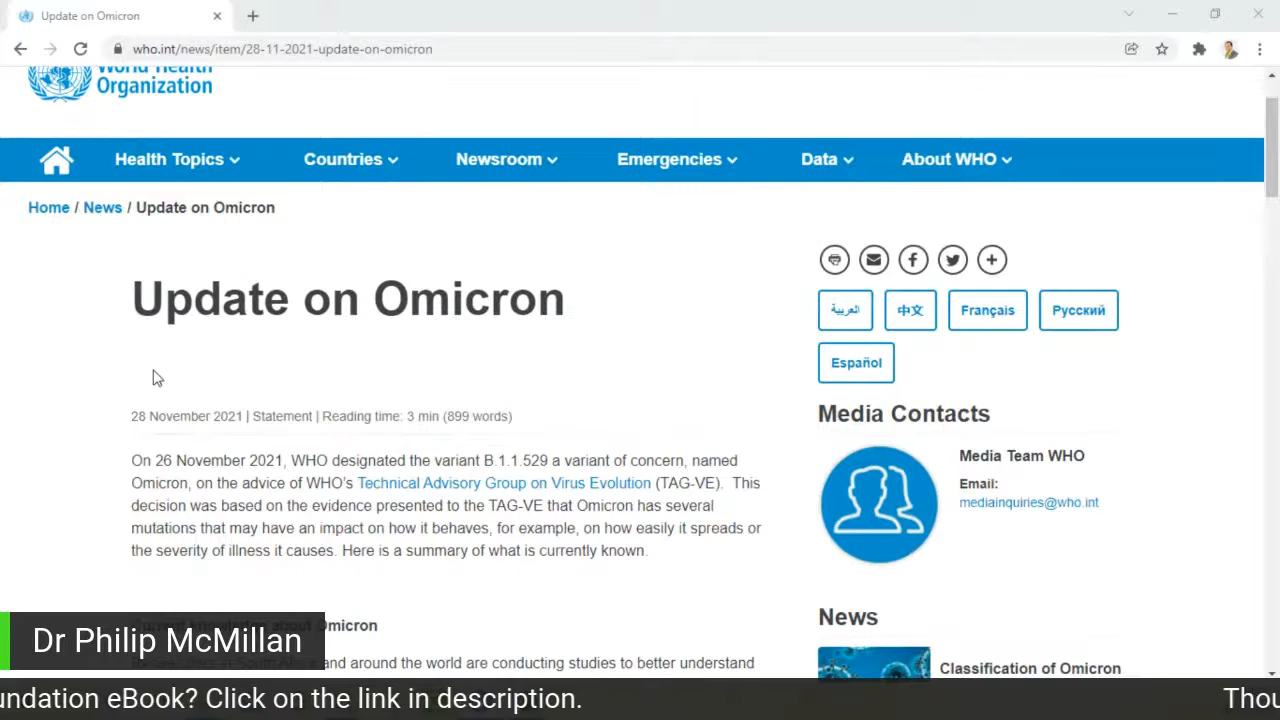 Update on Omicron
who.int/news/item/28-11-2021-update-on-omicron
World Health
Organization
Health Topics
Countries
Newsroom
Emergencies
Data
About WHO
Home / News / Update on Omicron
Update on Omicron
28 November 2021 | Statement | Reading time: 3 min (899 words)
On 26 November 2021, WHO designated the variant B.1.1.529 a variant of concern, named
Omicron, on the advice of WHO's Technical Advisory Group on Virus Evolution (TAG-VE). This
decision was based on the evidence presented to the TAG-VE that Omicron has several
mutations that may have an impact on how it behaves, for example, on how easily it spreads or
the severity of illness it causes. Here is a summary of what is currently known.
Current knowledge about Omicron
and around the world are conducting studies to better understand
العربية
中文
Français
Русский
Español
Media Contacts
Media Team WHO
Email:
mediainquiries@who.int
News
Classification of Omicron
Dr Philip McMillan
undation eBook? Click on the link in description.
Thou